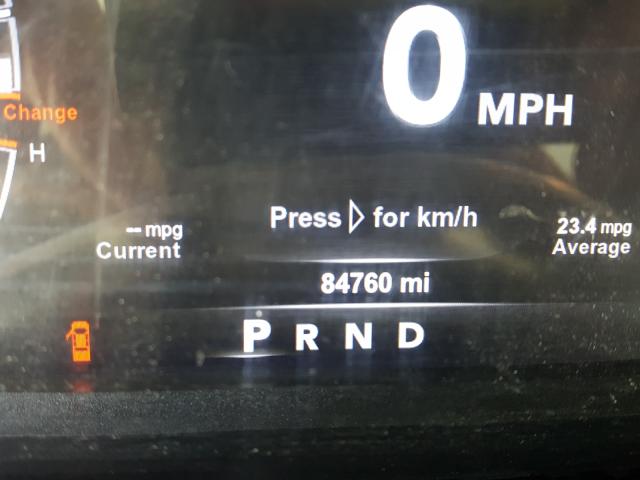 0 MPH
Change
H
Press ▷ for km/h
-- mpg
Current
23.4 mpg
Average
84760 mi
P R N D